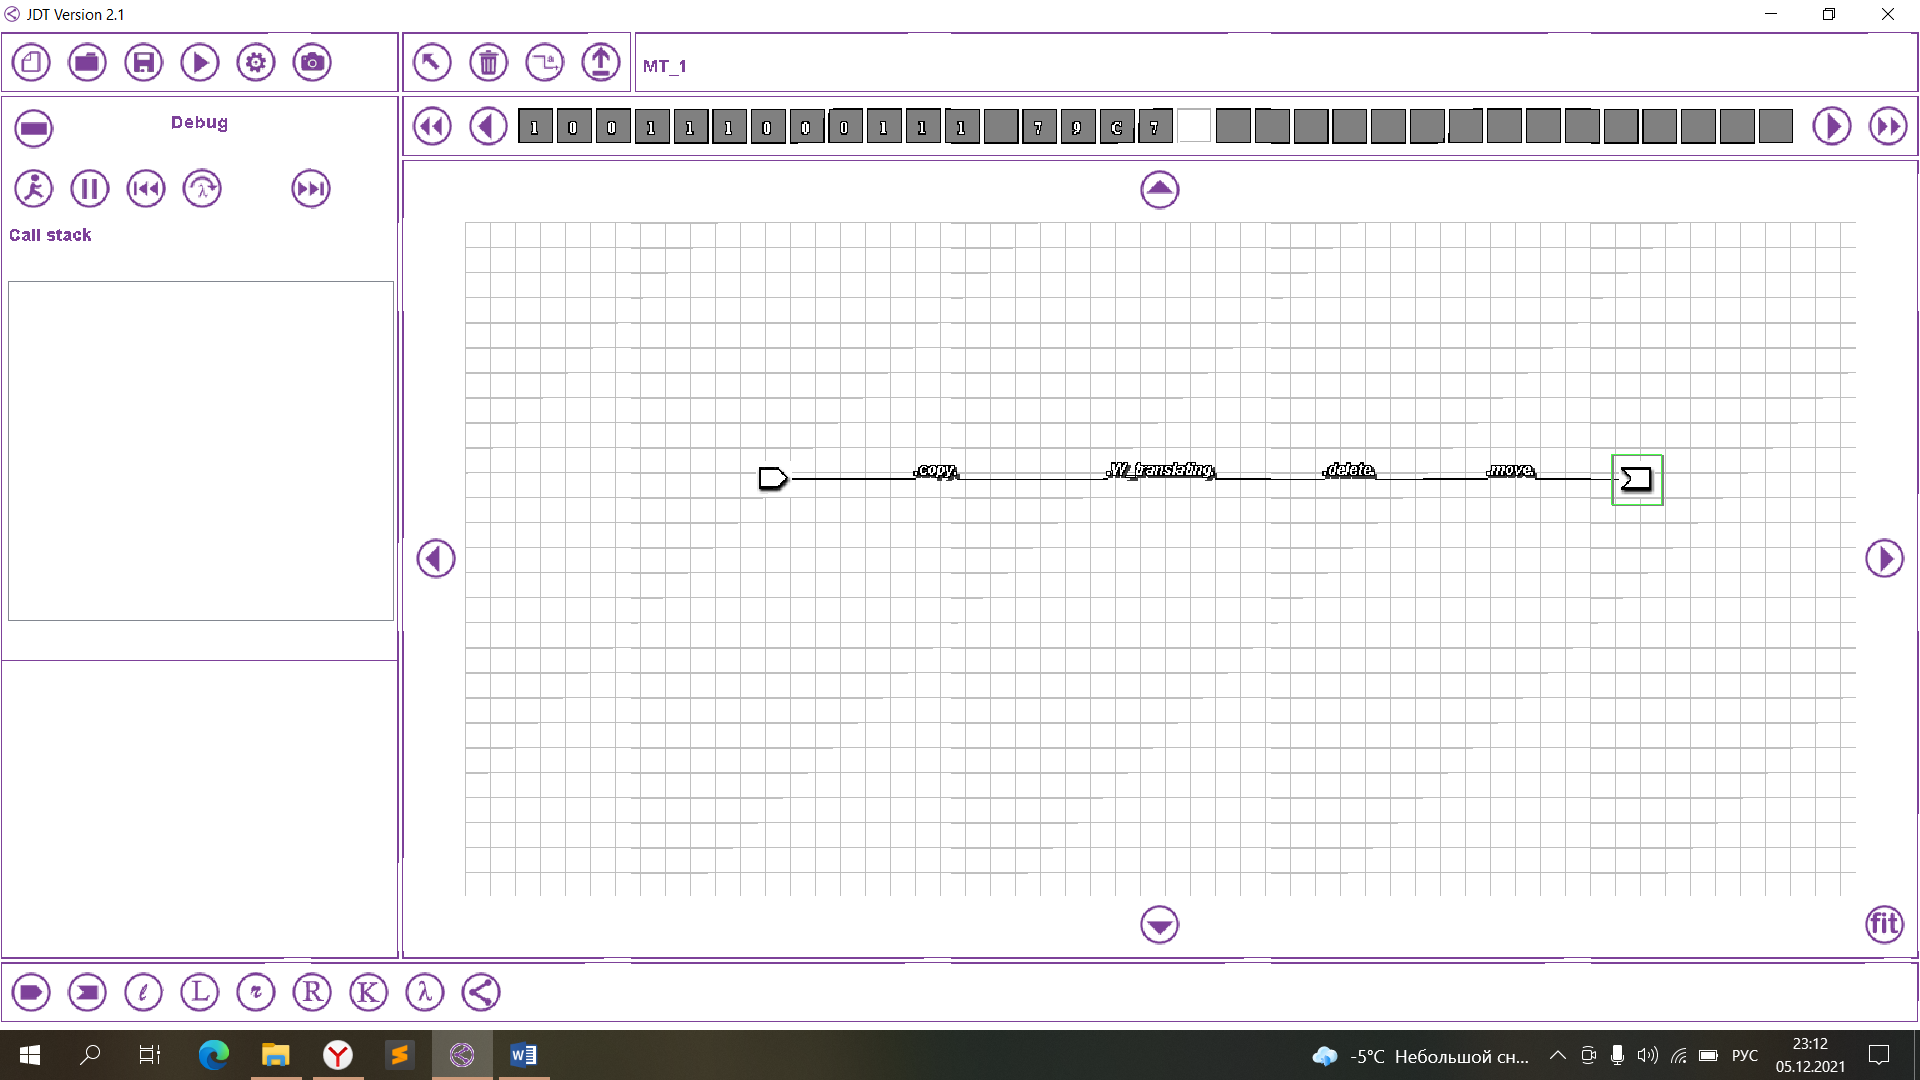 JDT Version 2.1
MT_1
Debug
1 0 0 1 1 1 0 0 0 1 1 1 7 9 C 7
Call stack
.copy. .W_translating. .delete. .move.
fit
l L r R K λ
-5°C Небольшой сн... РУС 23:12
05.12.2021